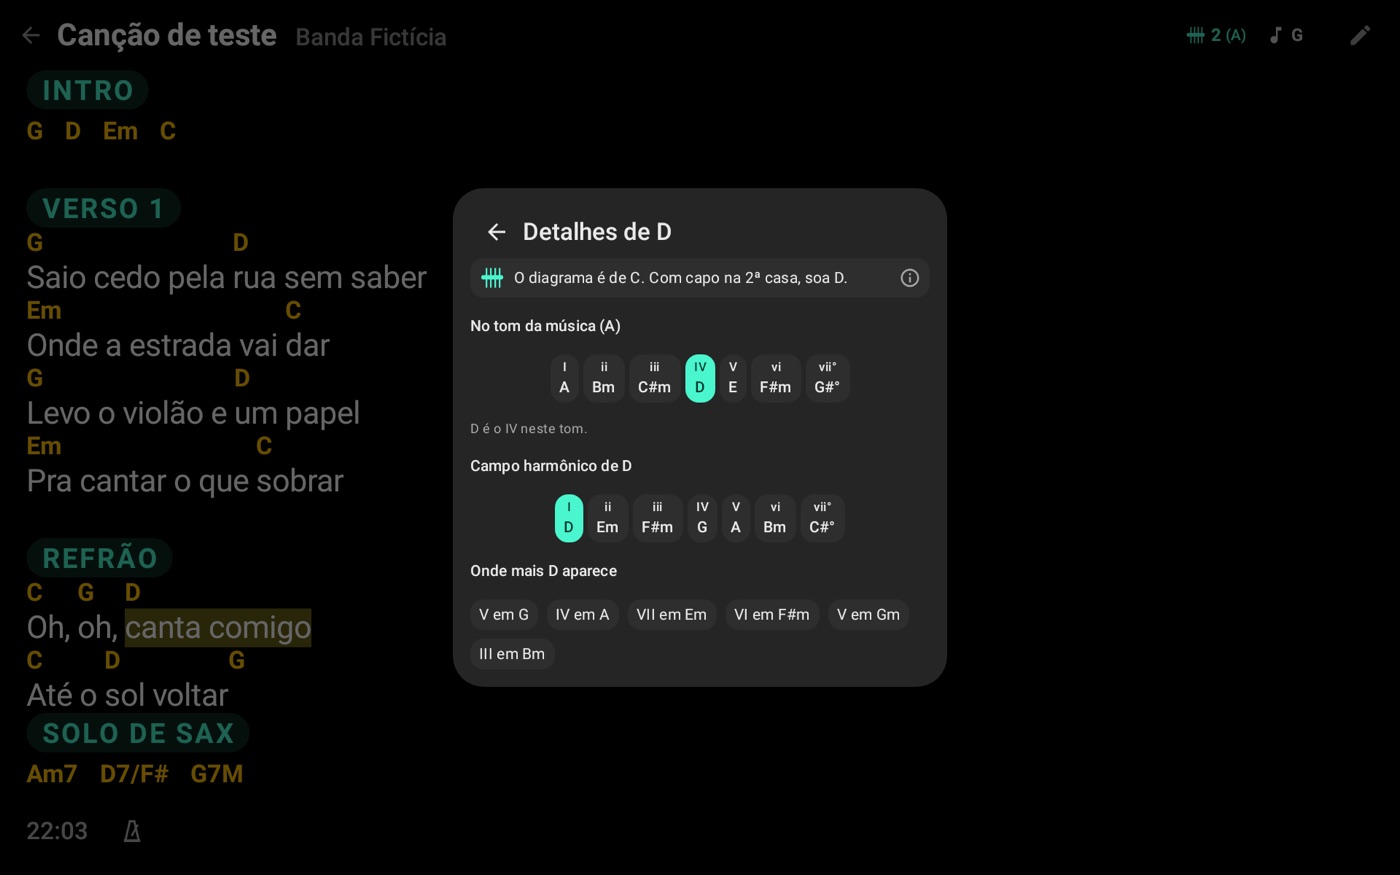 Canção de teste Banda Fictícia 2 (A) G
INTRO
G D Em C
VERSO 1
G D
Saio cedo pela rua sem saber
Em C
Onde a estrada vai dar
G D
Levo o violão e um papel
Em C
Pra cantar o que sobrar
REFRÃO
C G D
Oh, oh, canta comigo
C D G
Até o sol voltar
SOLO DE SAX
Am7 D7/F# G7M
22:03
Detalhes de D
O diagrama é de C. Com capo na 2ª casa, soa D.
No tom da música (A)
I ii iii IV V vi vii°
A Bm C#m D E F#m G#°
D é o IV neste tom.
Campo harmônico de D
I ii iii IV V vi vii°
D Em F#m G A Bm C#°
Onde mais D aparece
V em G IV em A VII em Em VI em F#m V em Gm
III em Bm